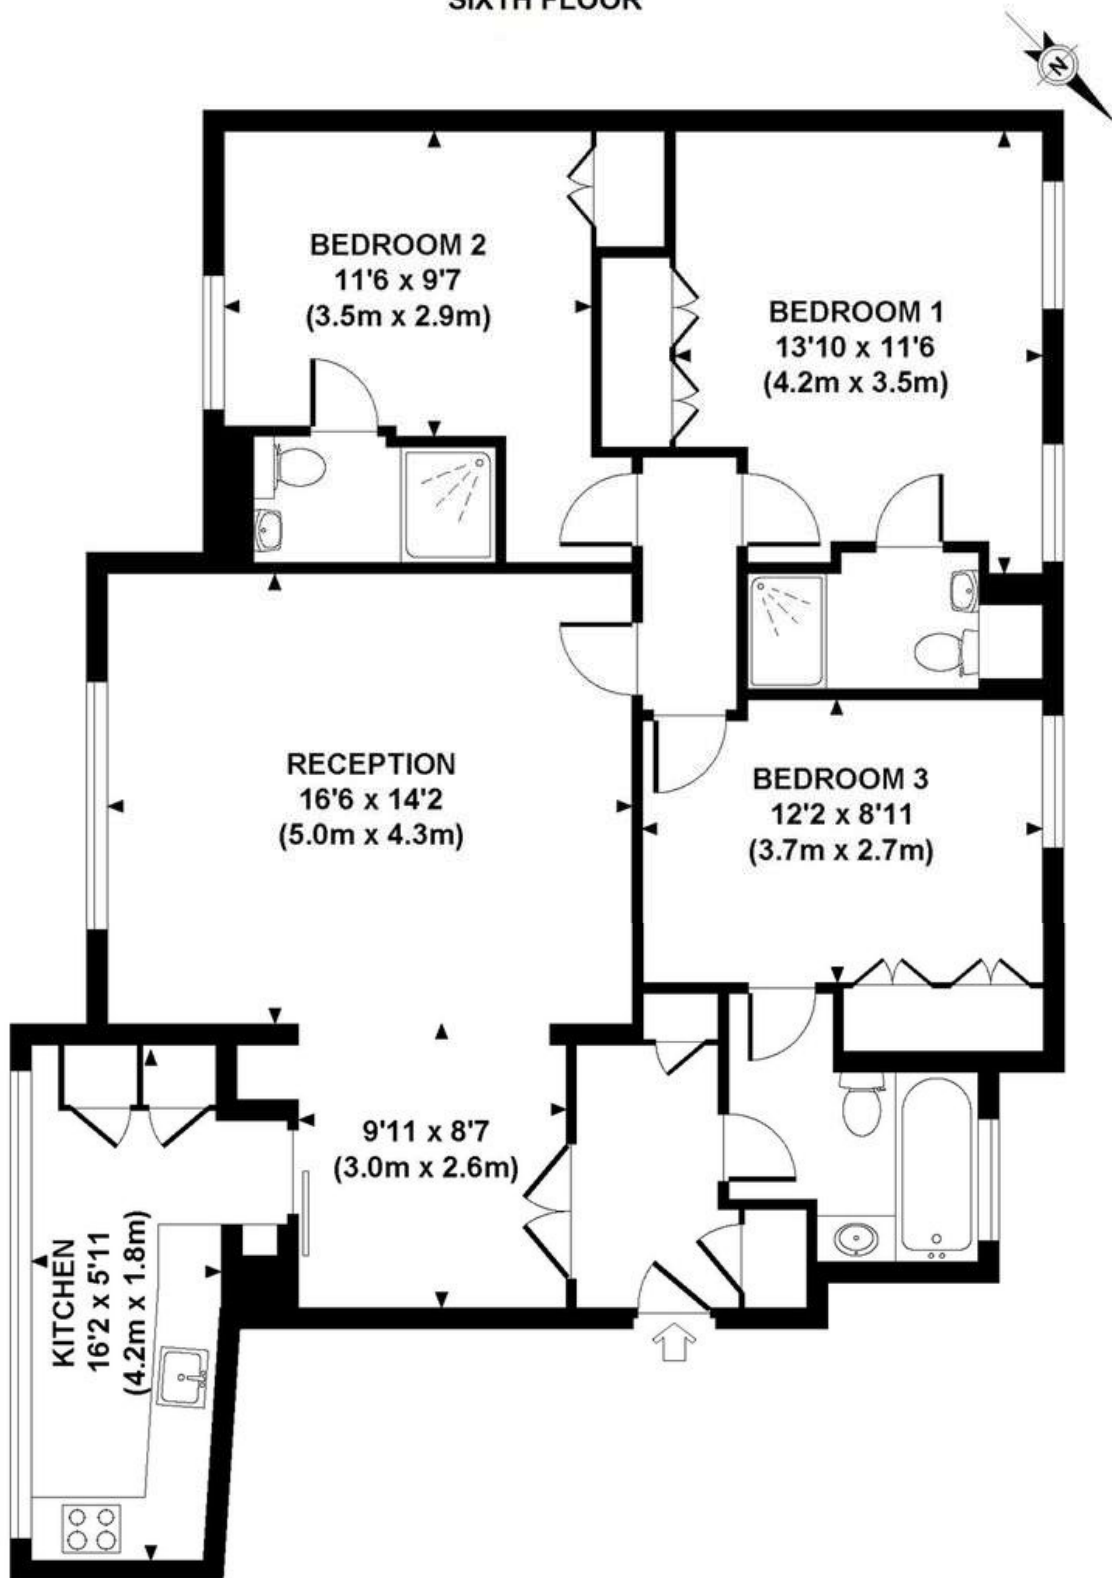 SIXTH FLOOR
N
BEDROOM 2
11'6 x 9'7
(3.5m x 2.9m)
BEDROOM 1
13'10 x 11'6
(4.2m x 3.5m)
RECEPTION
16'6 x 14'2
(5.0m x 4.3m)
BEDROOM 3
12'2 x 8'11
(3.7m x 2.7m)
9'11 x 8'7
(3.0m x 2.6m)
KITCHEN
16'2 x 5'11
(4.2m x 1.8m)